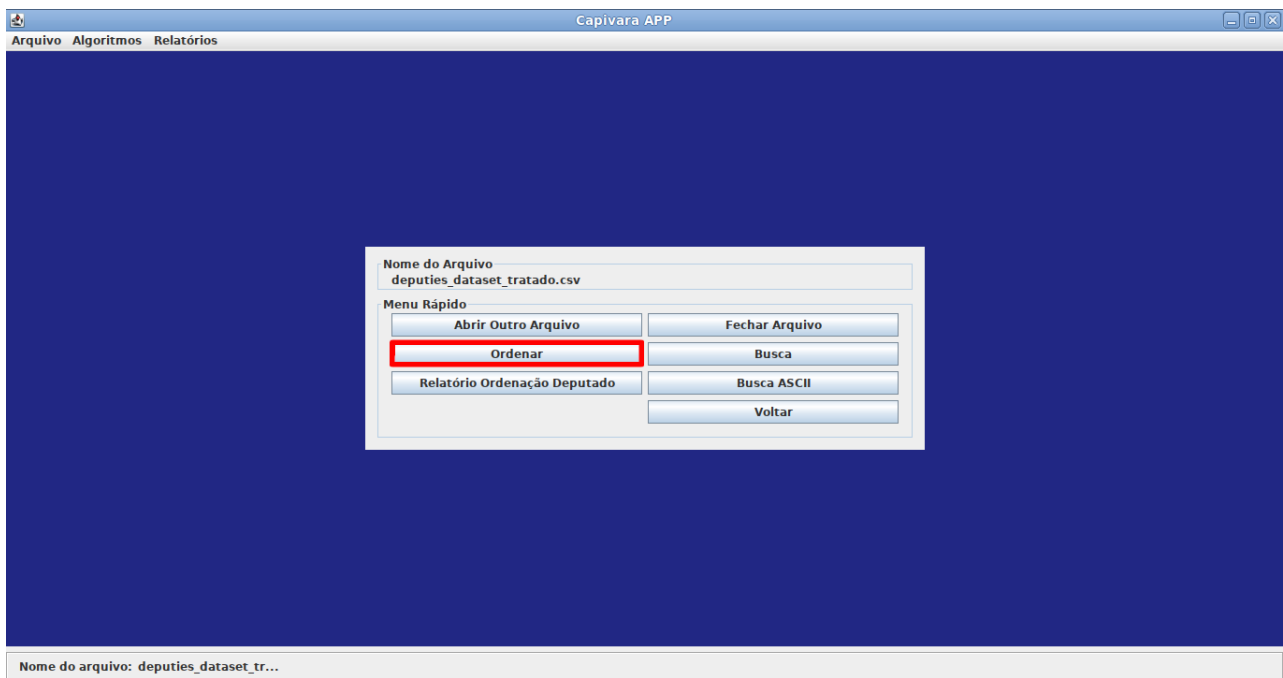 Capivara APP
Arquivo Algoritmos Relatórios
Nome do Arquivo
deputies_dataset_tratado.csv
Menu Rápido
Abrir Outro Arquivo Fechar Arquivo
Ordenar Busca
Relatório Ordenação Deputado Busca ASCII
Voltar
Nome do arquivo: deputies_dataset_tr...